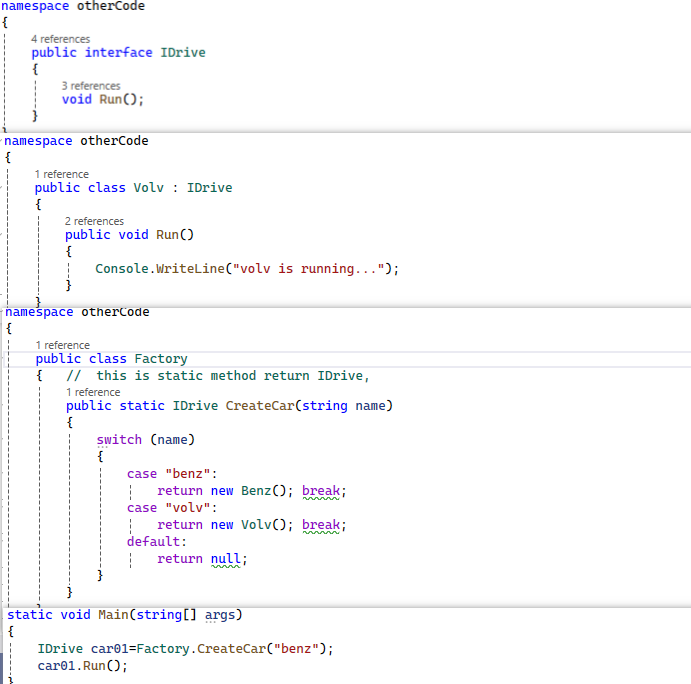 namespace otherCode
{
4 references
public interface IDrive
{
3 references
void Run();
}
}
namespace otherCode
{
1 reference
public class Volv : IDrive
{
2 references
public void Run()
{
Console.WriteLine("volv is running...");
}
}
namespace otherCode
{
1 reference
public class Factory
{ // this is static method return IDrive,
1 reference
public static IDrive CreateCar(string name)
{
switch (name)
{
case "benz":
return new Benz(); break;
case "volv":
return new Volv(); break;
default:
return null;
}
}
}
static void Main(string[] args)
{
IDrive car01=Factory.CreateCar("benz");
car01.Run();
}